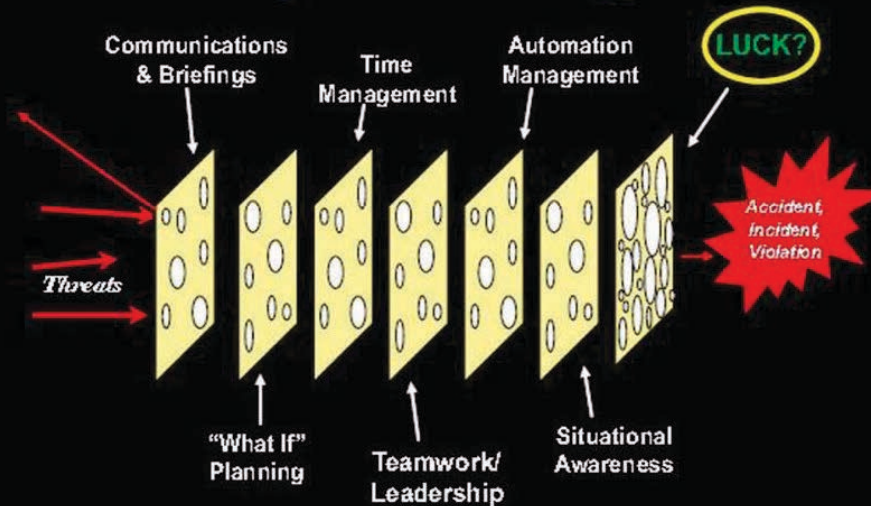 Communications
& Briefings
Time
Management
Automation
Management
LUCK?
Threats
Accident,
Incident,
Violation
"What If"
Planning
Teamwork/
Leadership
Situational
Awareness